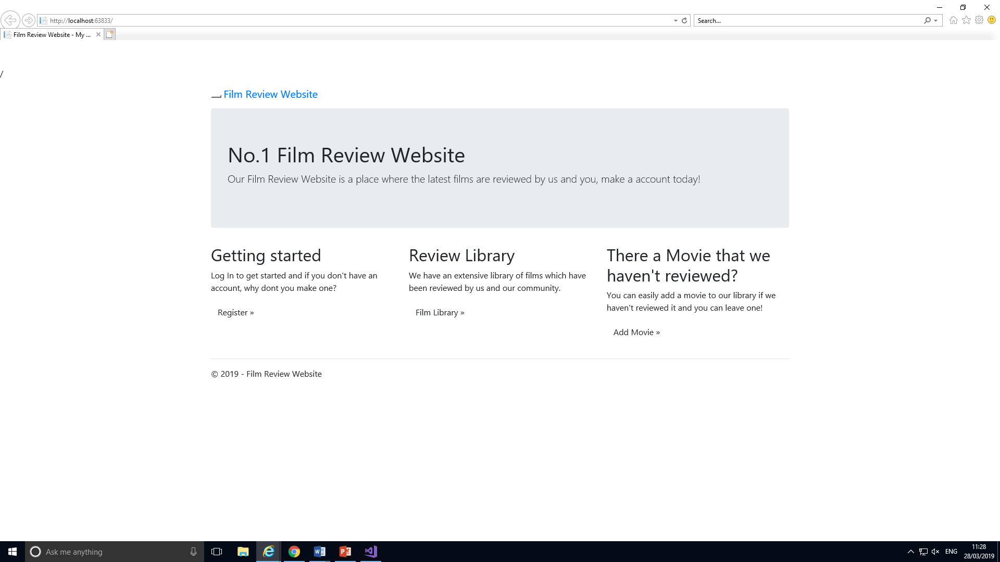 http://localhost:63833/
Search...
Film Review Website - My ...
/
Film Review Website
No.1 Film Review Website
Our Film Review Website is a place where the latest films are reviewed by us and you, make a account today!
Getting started
Log In to get started and if you don't have an
account, why dont you make one?
Register »
Review Library
We have an extensive library of films which have
been reviewed by us and our community.
Film Library »
There a Movie that we
haven't reviewed?
You can easily add a movie to our library if we
haven't reviewed it and you can leave one!
Add Movie »
© 2019 - Film Review Website
Ask me anything
ENG
11:28
28/03/2019